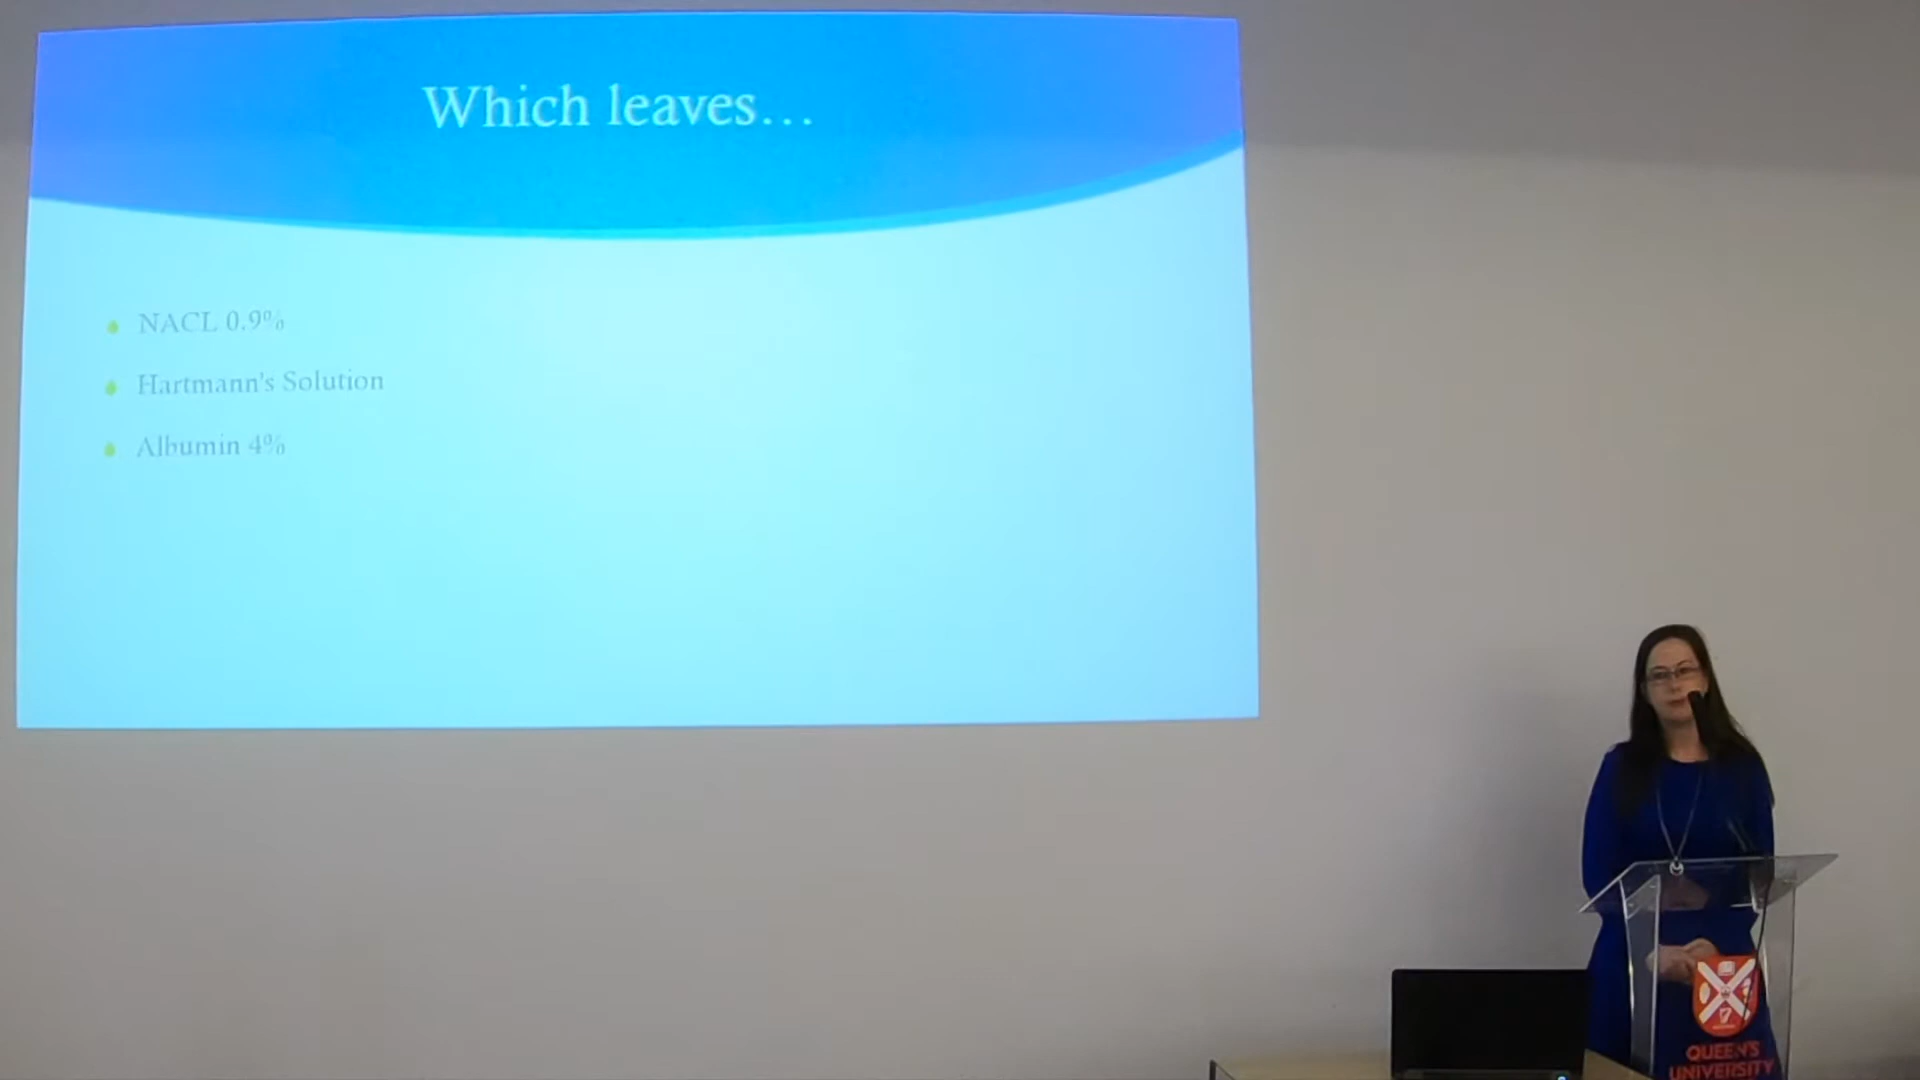 Which leaves...
NACL 0.9%
Hartmann's Solution
Albumin 4%
QUEEN'S
UNIVERSITY